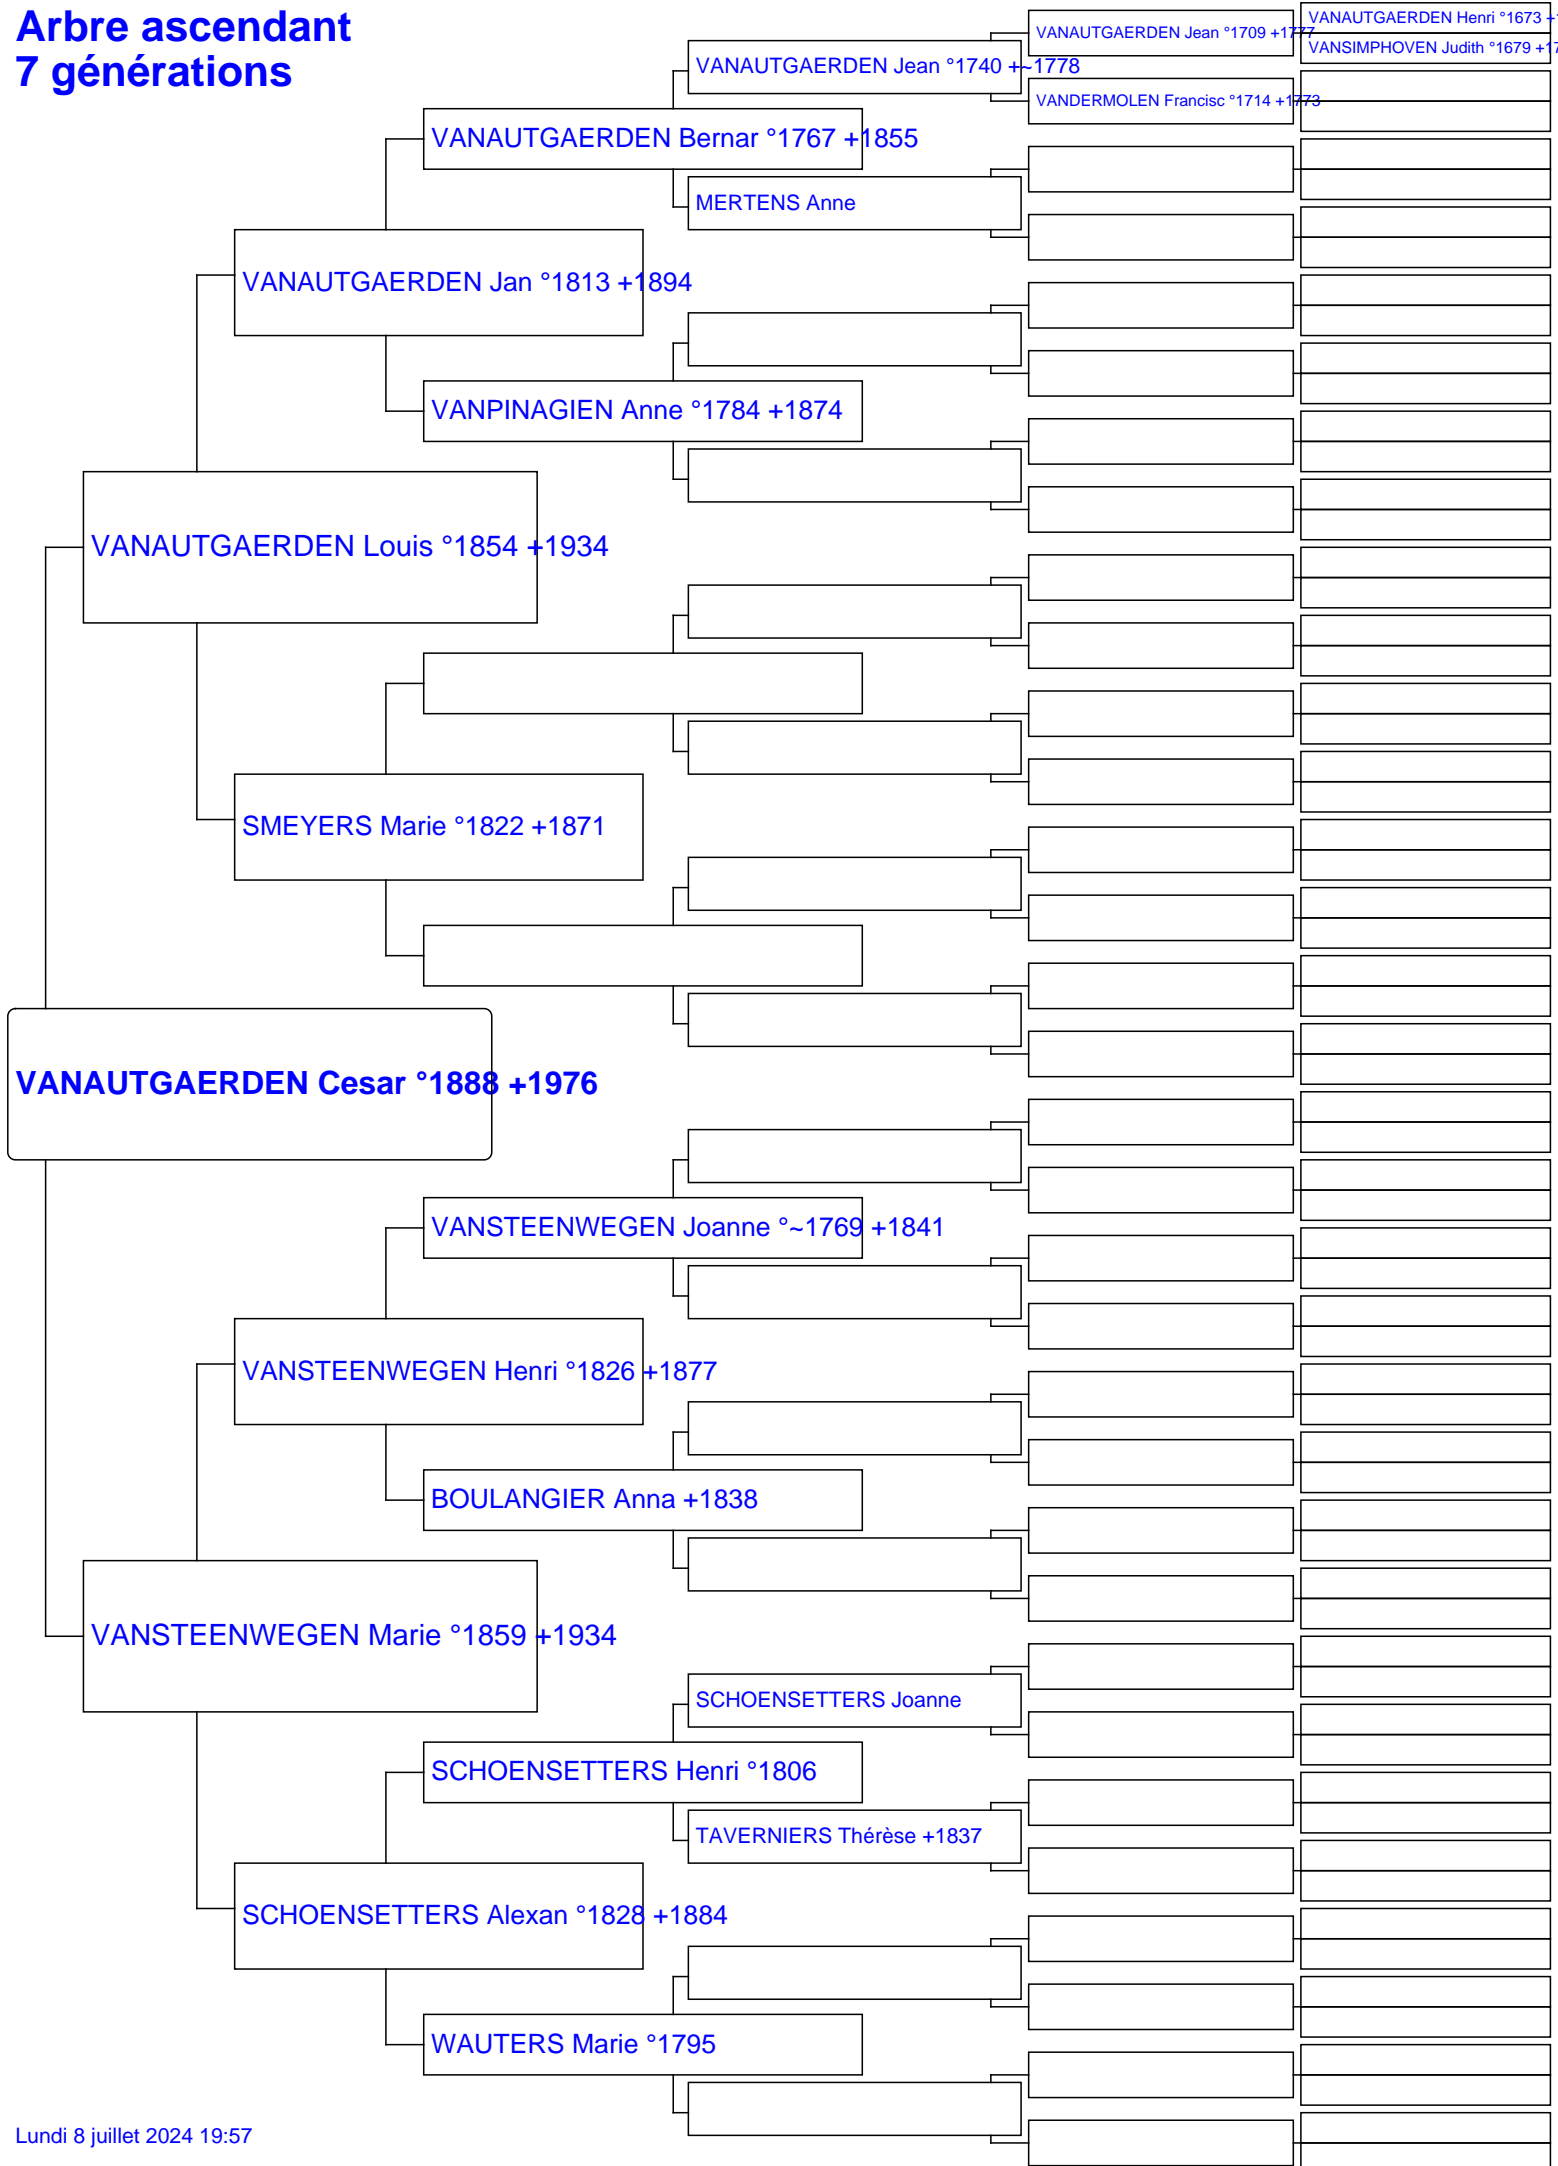 Arbre ascendant
7 générations
VANAUTGAERDEN Henri °1673 +
VANAUTGAERDEN Jean °1709 +1777
VANSIMPHOVEN Judith °1679 +17
VANAUTGAERDEN Jean °1740 +~1778
VANDERMOLEN Francisc °1714 +1773
VANAUTGAERDEN Bernar °1767 +1855
MERTENS Anne
VANAUTGAERDEN Jan °1813 +1894
VANPINAGIEN Anne °1784 +1874
VANAUTGAERDEN Louis °1854 +1934
SMEYERS Marie °1822 +1871
VANAUTGAERDEN Cesar °1888 +1976
VANSTEENWEGEN Joanne °~1769 +1841
VANSTEENWEGEN Henri °1826 +1877
BOULANGIER Anna +1838
VANSTEENWEGEN Marie °1859 +1934
SCHOENSETTERS Joanne
SCHOENSETTERS Henri °1806
TAVERNIERS Thérèse +1837
SCHOENSETTERS Alexan °1828 +1884
WAUTERS Marie °1795
Lundi 8 juillet 2024 19:57